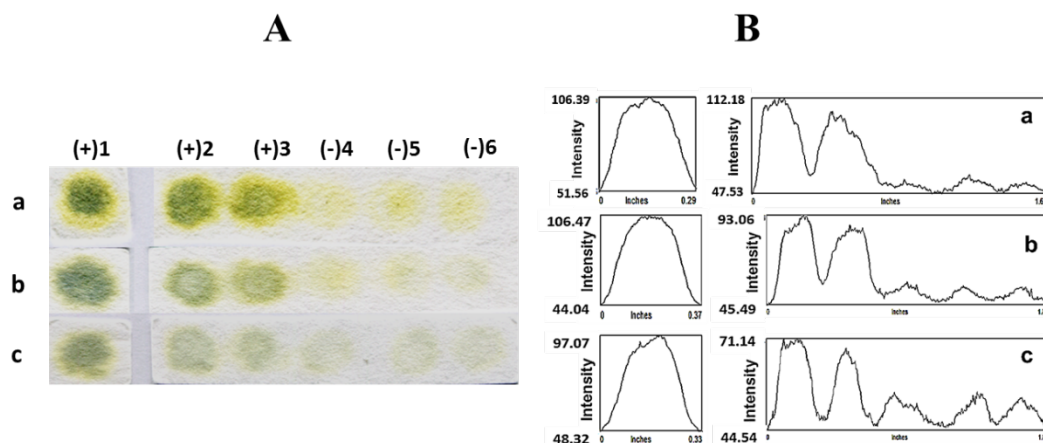 A
B
(+)1 (+)2 (+)3 (-)4 (-)5 (-)6
a
b
c
106.39
Intensity
51.56
0 Inches 0.29
112.18
Intensity
47.53
a
0 Inches
106.47
Intensity
44.04
0 Inches 0.37
93.06
Intensity
45.49
b
0 Inches
97.07
Intensity
48.32
0 Inches 0.33
71.14
Intensity
44.54
c
0 Inches